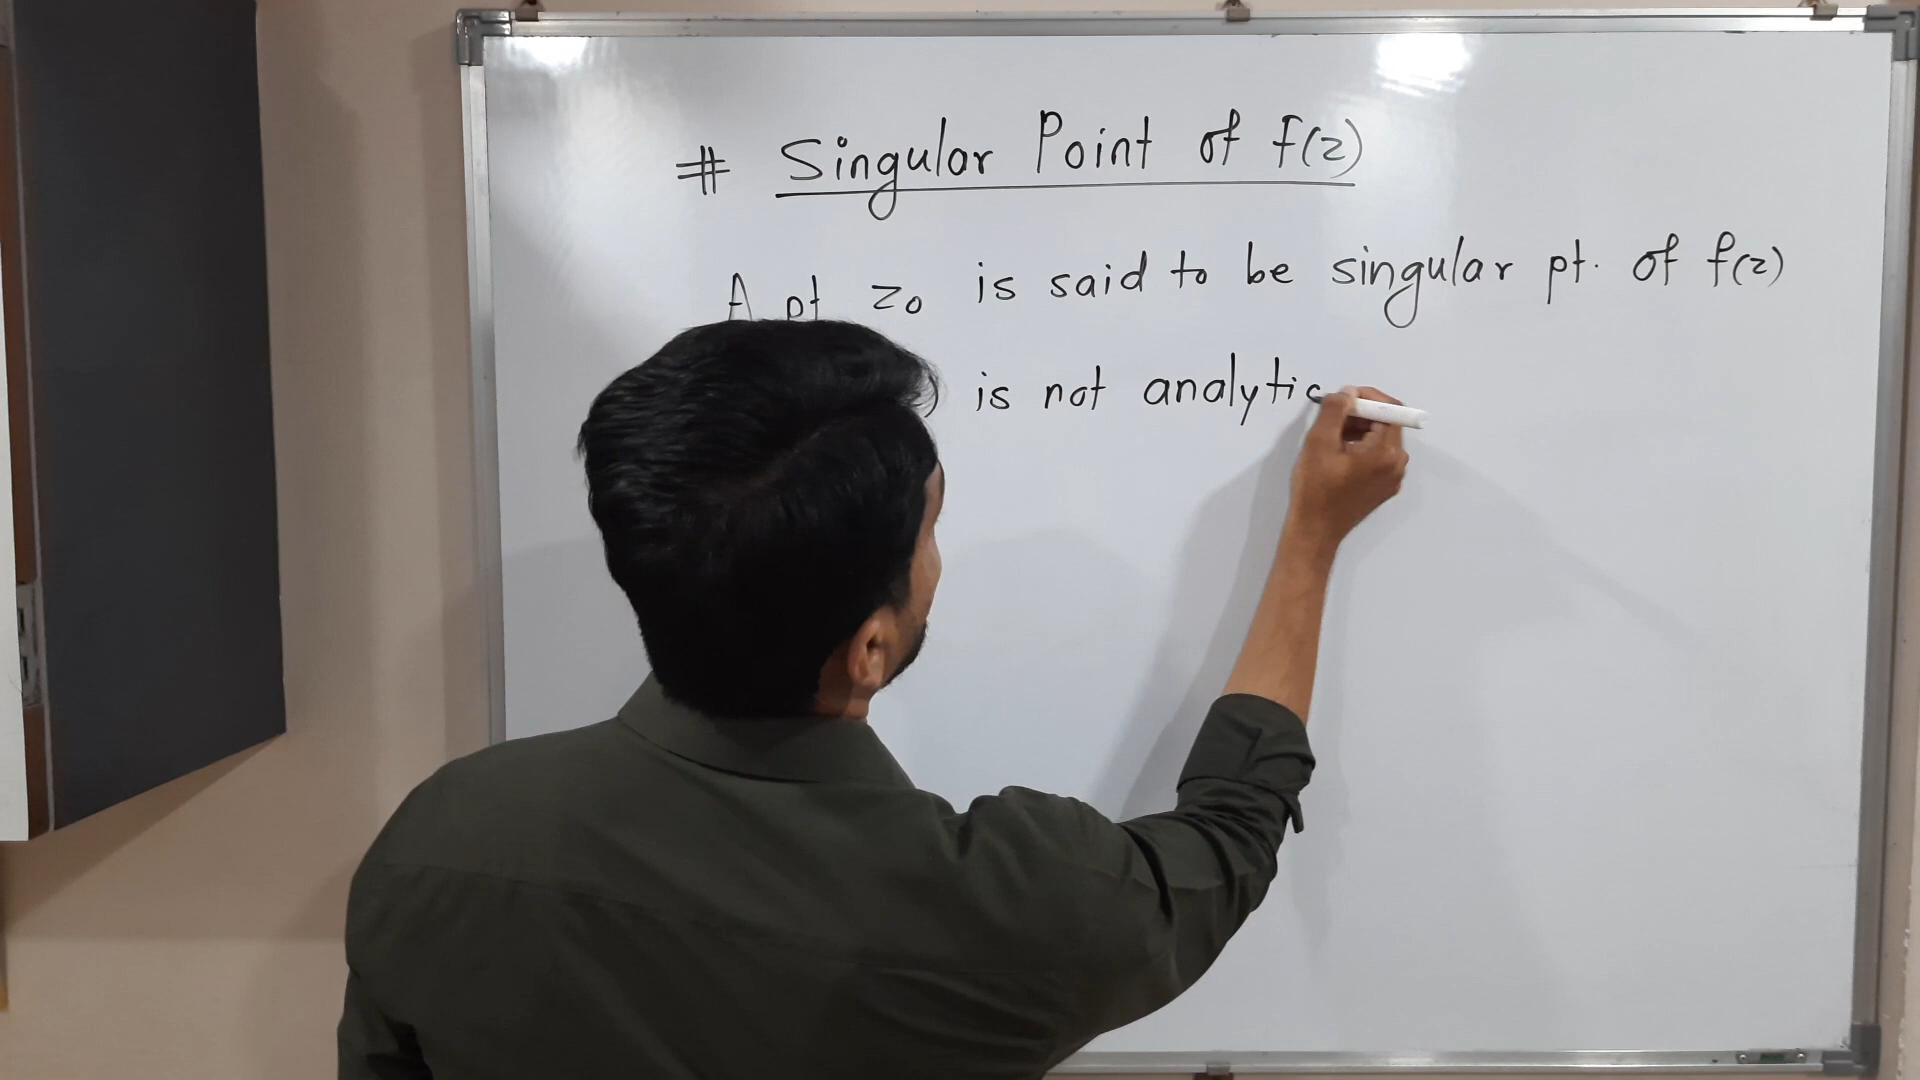 # Singular Point of f(z)
A pt z0 is said to be singular pt. of f(z)
) is not analytic